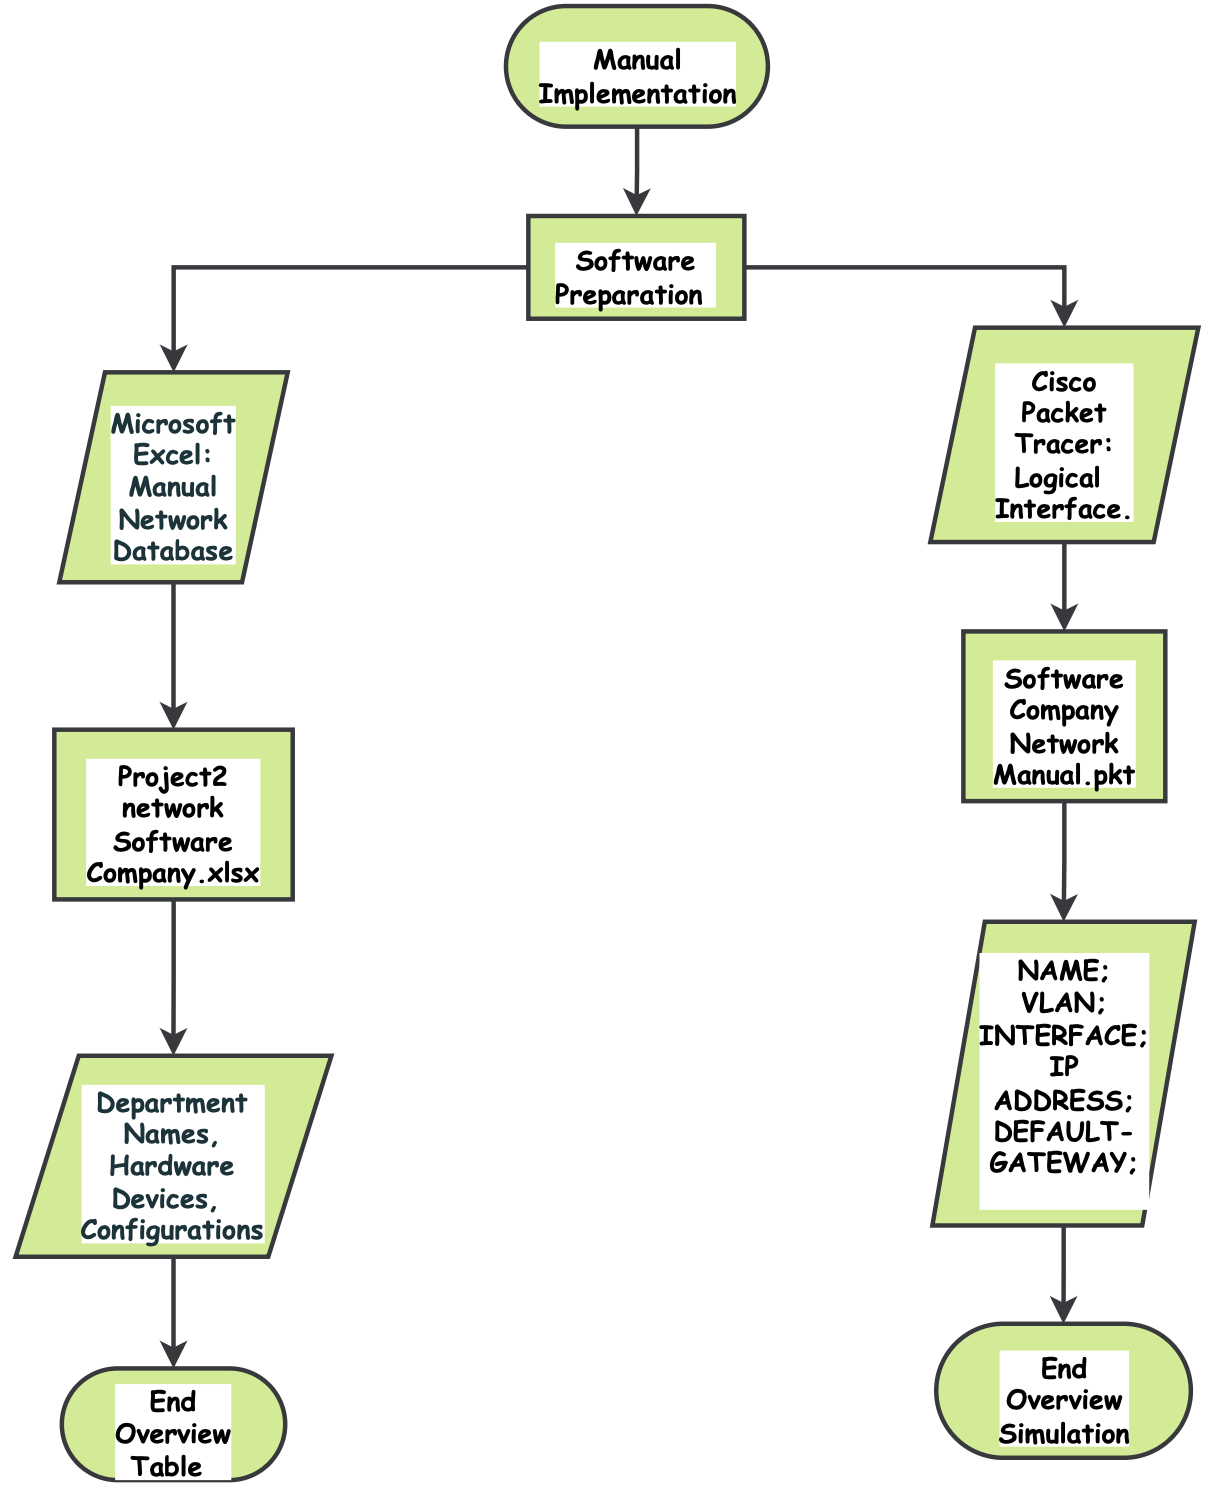 Manual
Implementation
Software
Preparation
Microsoft
Excel:
Manual
Network
Database
Project2
network
Software
Company.xlsx
Department
Names,
Hardware
Devices,
Configurations
End
Overview
Table
Cisco
Packet
Tracer:
Logical
Interface.
Software
Company
Network
Manual.pkt
NAME;
VLAN;
INTERFACE;
IP
ADDRESS;
DEFAULT-
GATEWAY;
End
Overview
Simulation